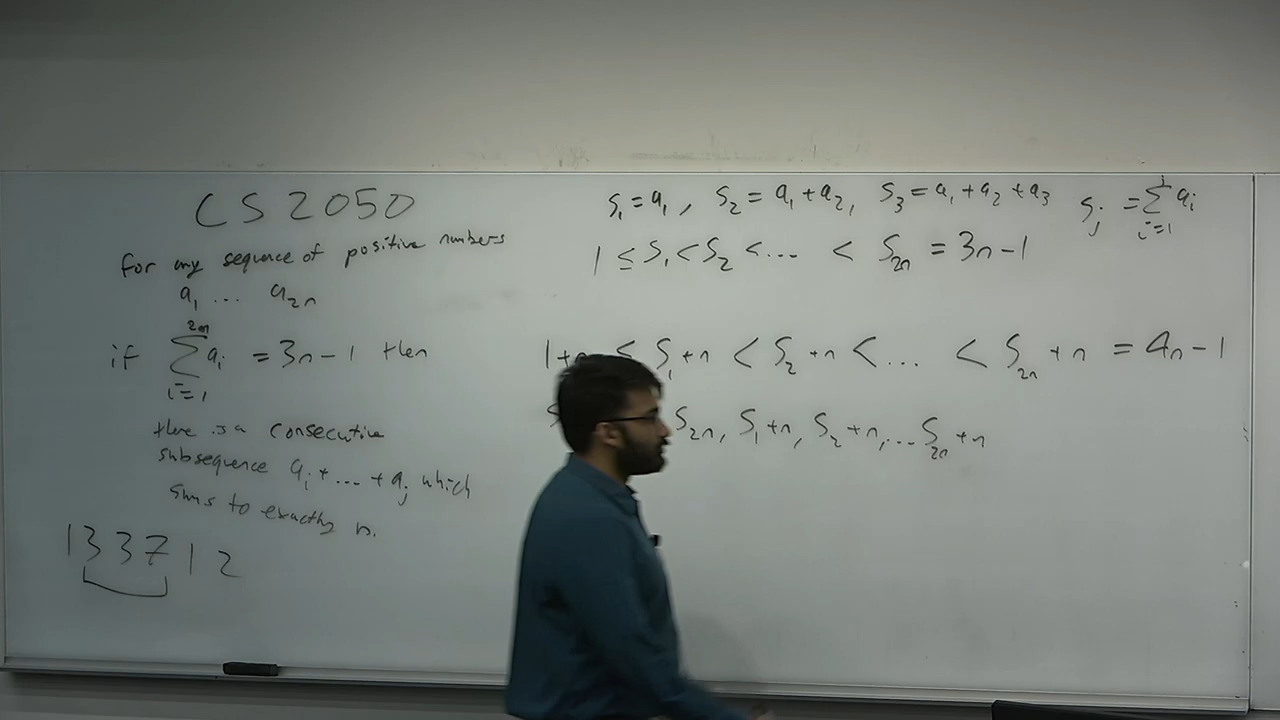 CS 2050
for any sequence of positive numbers
a₁ ... a₂ₙ
if ∑_{i=1}^{2n} aᵢ = 3n-1 then
there is a consecutive
subsequence aᵢ + ... + aⱼ which
sums to exactly n.
1 3 3 7 1 2
S₁ = a₁, S₂ = a₁ + a₂, S₃ = a₁ + a₂ + a₃ Sⱼ = ∑_{i=1}^{j} aᵢ
1 ≤ S₁ < S₂ < ... < S₂ₙ = 3n-1
1+n ≤ S₁+n < S₂+n < ... < S₂ₙ + n = 4n-1
S₂ₙ, S₁+n, S₂+n, ... S₂ₙ+n